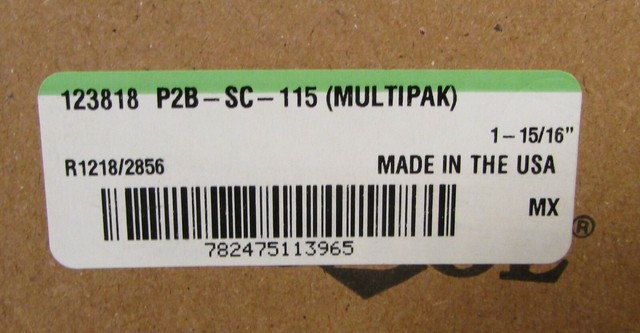 123818 P2B-SC-115 (MULTIPAK)
1-15/16"
R1218/2856 MADE IN THE USA
MX
782475113965
®